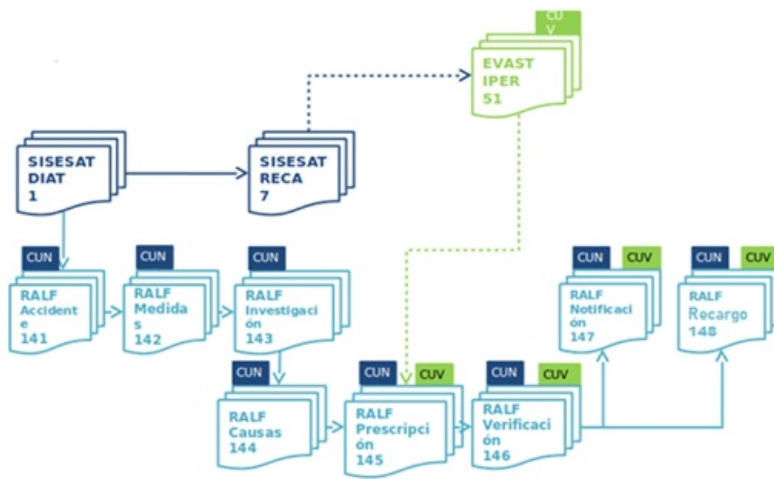 CU
V
EVAST
IPER
51
SISESAT
DIAT
1
SISESAT
RECA
7
CUN
RALF
Accident
e
141
CUN
RALF
Medida
s
142
CUN
RALF
Investigaci
ón
143
CUN
CUV
RALF
Notificaci
ón
147
CUN
CUV
RALF
Recargo
148
CUN
RALF
Causas
144
CUN
CUV
RALF
Prescripci
ón
145
CUN
CUV
RALF
Verificaci
ón
146